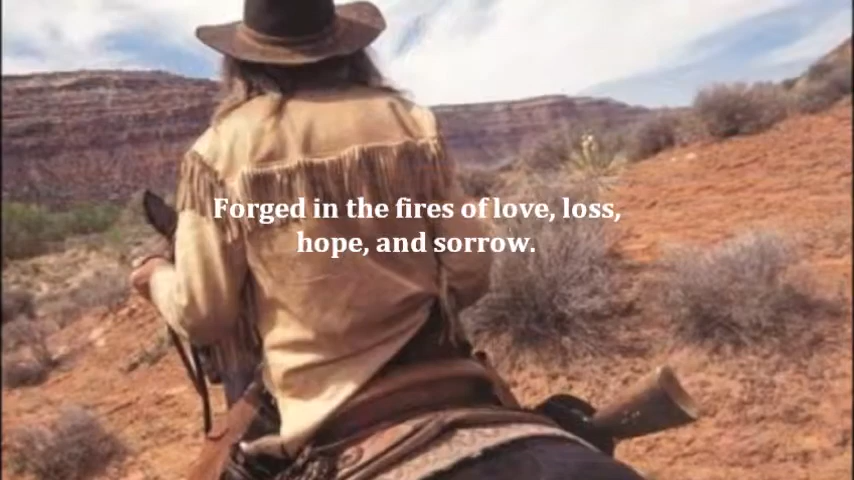 Forged in the fires of love, loss,
hope, and sorrow.